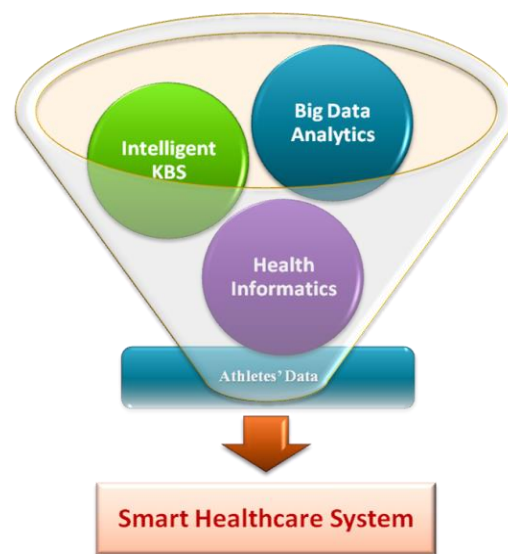 Big Data
Analytics
Intelligent
KBS
Health
Informatics
Athletes' Data
Smart Healthcare System